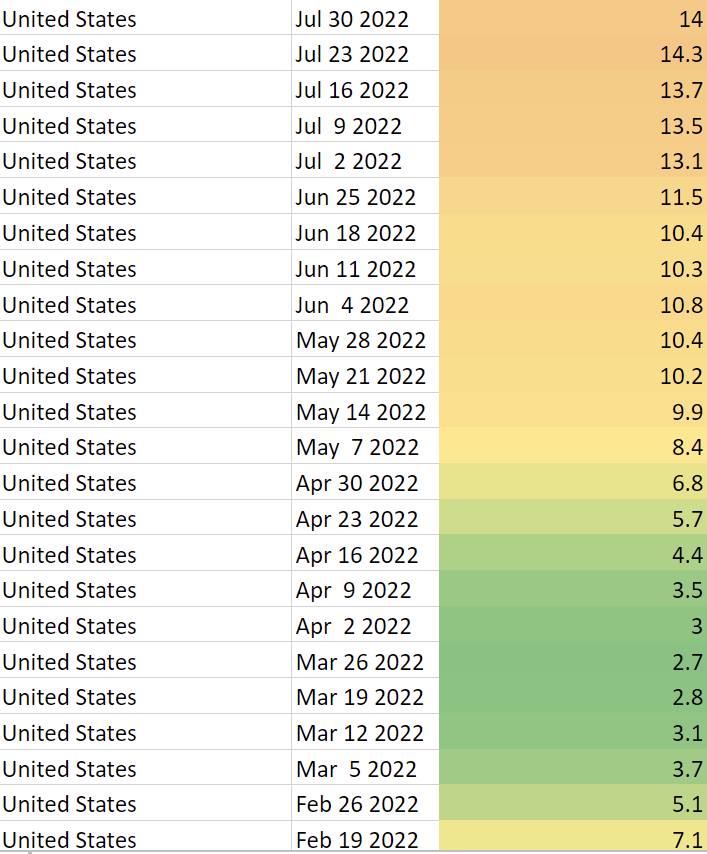 United States Jul 30 2022 14
United States Jul 23 2022 14.3
United States Jul 16 2022 13.7
United States Jul  9 2022 13.5
United States Jul  2 2022 13.1
United States Jun 25 2022 11.5
United States Jun 18 2022 10.4
United States Jun 11 2022 10.3
United States Jun  4 2022 10.8
United States May 28 2022 10.4
United States May 21 2022 10.2
United States May 14 2022 9.9
United States May  7 2022 8.4
United States Apr 30 2022 6.8
United States Apr 23 2022 5.7
United States Apr 16 2022 4.4
United States Apr  9 2022 3.5
United States Apr  2 2022 3
United States Mar 26 2022 2.7
United States Mar 19 2022 2.8
United States Mar 12 2022 3.1
United States Mar  5 2022 3.7
United States Feb 26 2022 5.1
United States Feb 19 2022 7.1